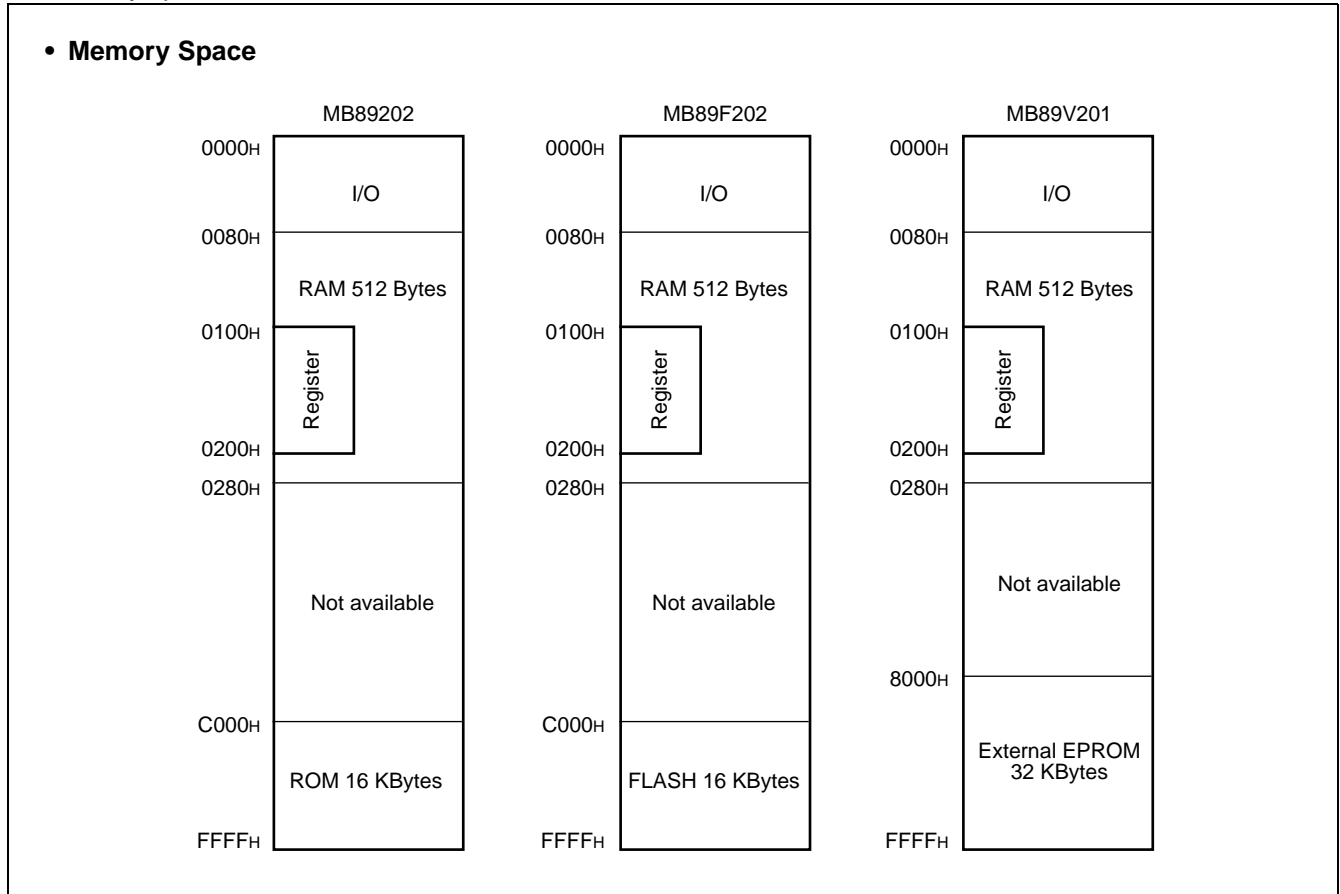 • Memory Space
MB89202
0000H
I/O
0080H
RAM 512 Bytes
0100H
Register
0200H
0280H
Not available
C000H
ROM 16 KBytes
FFFFH
MB89F202
0000H
I/O
0080H
RAM 512 Bytes
0100H
Register
0200H
0280H
Not available
C000H
FLASH 16 KBytes
FFFFH
MB89V201
0000H
I/O
0080H
RAM 512 Bytes
0100H
Register
0200H
0280H
Not available
8000H
External EPROM
32 KBytes
FFFFH